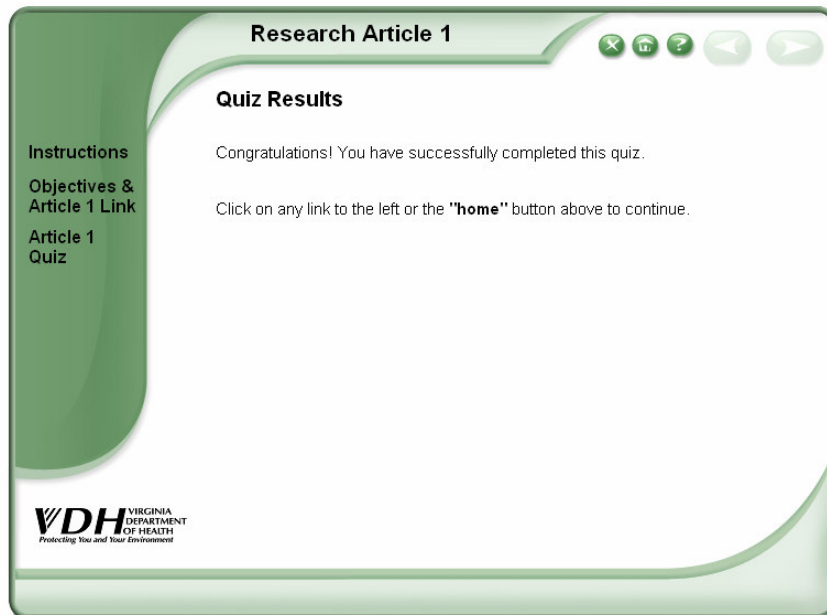 Research Article 1
Quiz Results
Instructions
Objectives &
Article 1 Link
Article 1
Quiz
Congratulations! You have successfully completed this quiz.
Click on any link to the left or the "home" button above to continue.
VDH VIRGINIA
DEPARTMENT
OF HEALTH
Protecting You and Your Environment